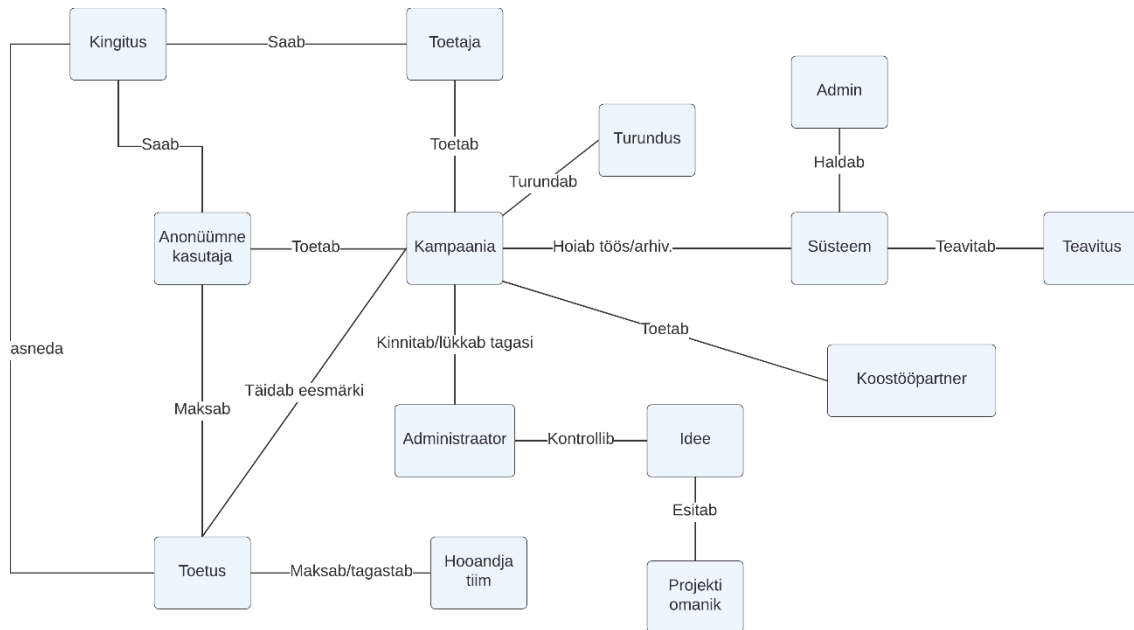 Kingitus
Saab
Toetaja
Admin
Turundus
Saab
Toetab
Haldab
Turundab
Anonüümne
kasutaja
Toetab
Kampaania
Hoiab töös/arhiv.
Süsteem
Teavitab
Teavitus
Toetab
asneda
Kinnitab/lükkab tagasi
Koostööpartner
Täidab eesmärki
Maksab
Administraator
Kontrollib
Idee
Esitab
Toetus
Maksab/tagastab
Hooandja
tiim
Projekti
omanik